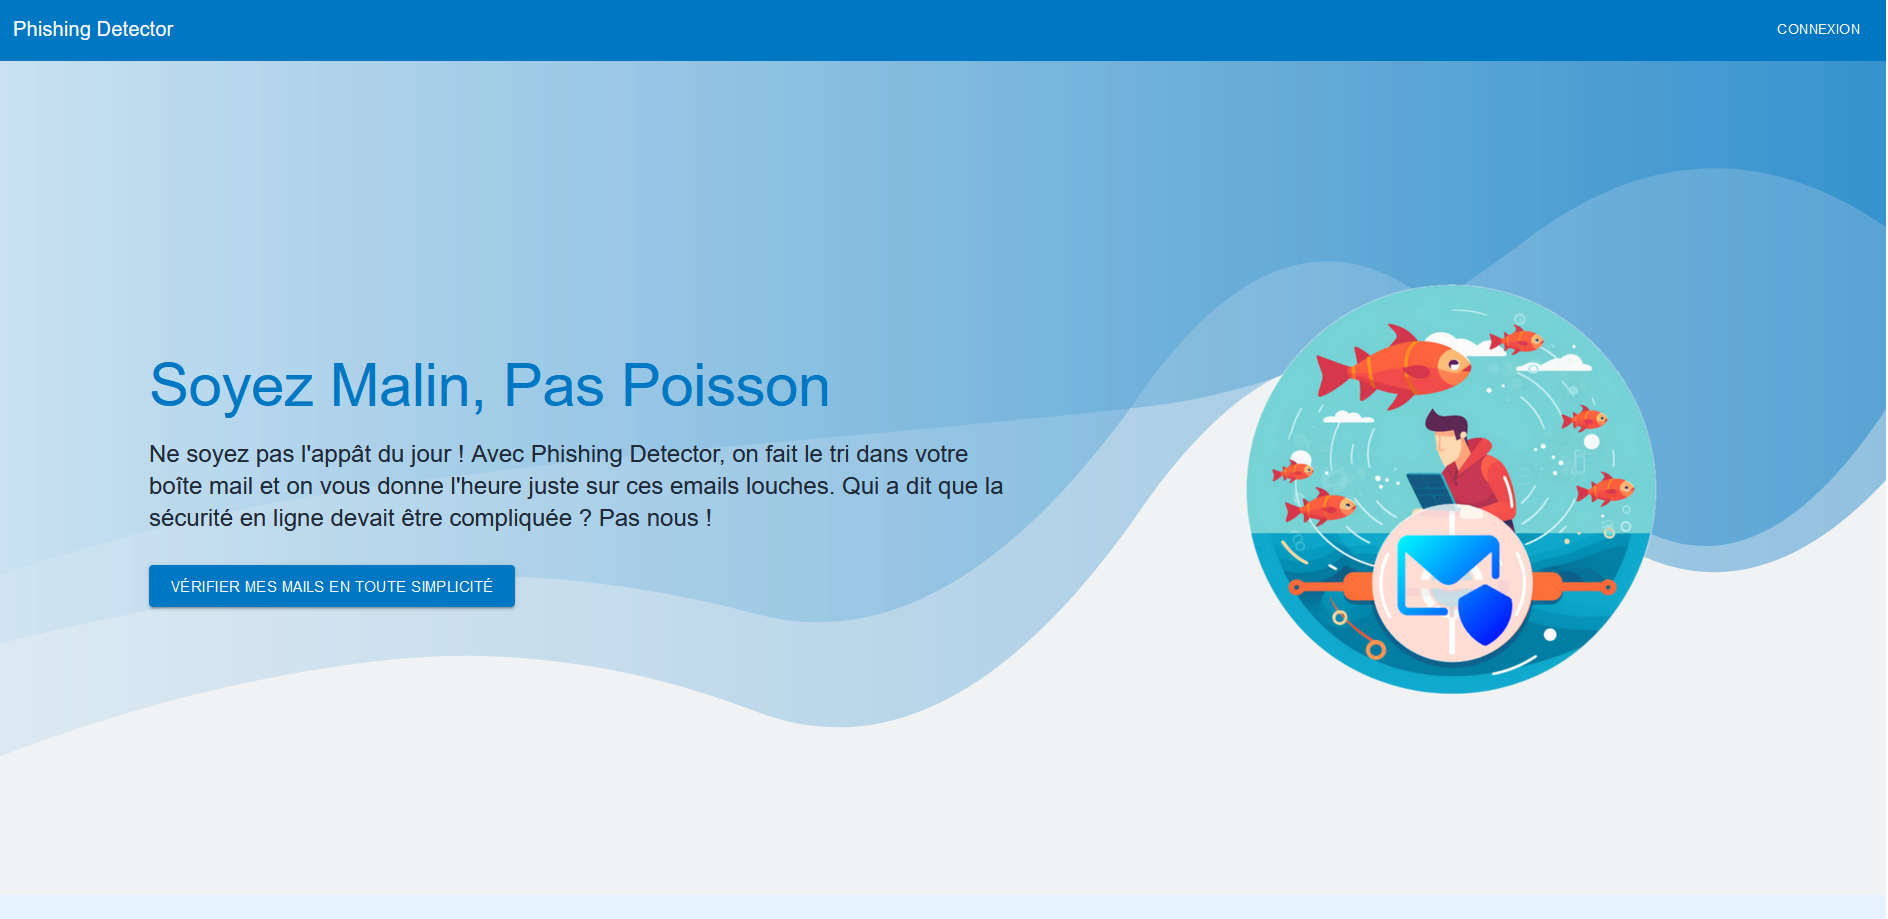 Phishing Detector
CONNEXION
Soyez Malin, Pas Poisson
Ne soyez pas l'appât du jour ! Avec Phishing Detector, on fait le tri dans votre
boîte mail et on vous donne l'heure juste sur ces emails louches. Qui a dit que la
sécurité en ligne devait être compliquée ? Pas nous !
VÉRIFIER MES MAILS EN TOUTE SIMPLICITÉ